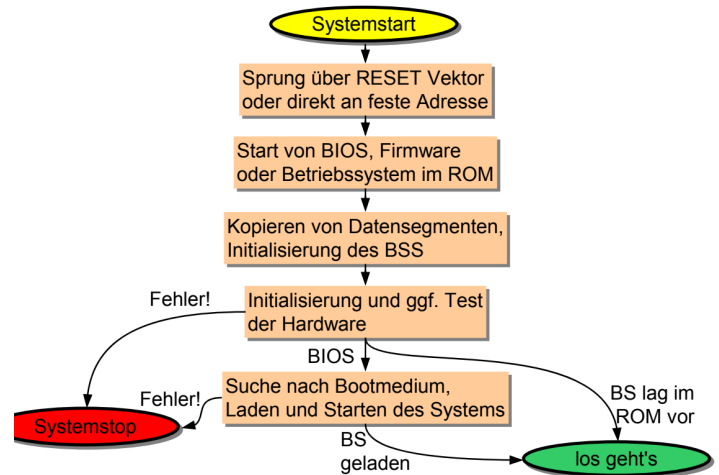 Systemstart
Sprung über RESET Vektor
oder direkt an feste Adresse
Start von BIOS, Firmware
oder Betriebssystem im ROM
Kopieren von Datensegmenten,
Initialisierung des BSS
Fehler!
Initialisierung und ggf. Test
der Hardware
BIOS
Fehler!
Suche nach Bootmedium,
Laden und Starten des Systems
BS lag im
ROM vor
Systemstop
BS
geladen
los geht's